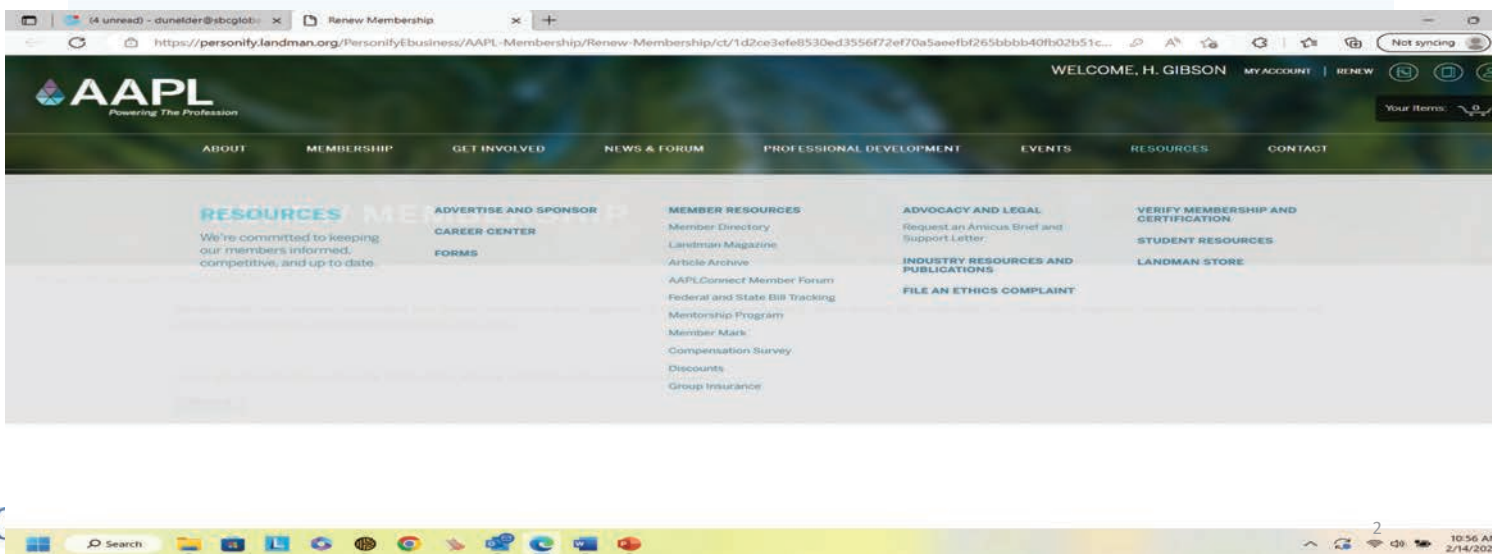 (4 unread) - dunelder@sbcglob
Renew Membership
https://personify.landman.org/PersonifyEbusiness/AAPL-Membership/Renew-Membership/ct/
Not syncing
WELCOME, H. GIBSON MY ACCOUNT | RENEW
AAPL
Powering The Profession
Your Items: 0
ABOUT MEMBERSHIP GET INVOLVED NEWS & FORUM PROFESSIONAL DEVELOPMENT EVENTS RESOURCES CONTACT
RESOURCES
We're committed to keeping
our members informed,
competitive, and up to date.
ADVERTISE AND SPONSOR
CAREER CENTER
FORMS
MEMBER RESOURCES
Member Directory
Landman Magazine
Article Archive
AAPLConnect Member Forum
Federal and State Bill Tracking
Mentorship Program
Member Mark
Compensation Survey
Discounts
Group Insurance
ADVOCACY AND LEGAL
Request an Amicus Brief and
Support Letter
INDUSTRY RESOURCES AND
PUBLICATIONS
FILE AN ETHICS COMPLAINT
VERIFY MEMBERSHIP AND
CERTIFICATION
STUDENT RESOURCES
LANDMAN STORE
2
Search
10:56 AM
2/14/202